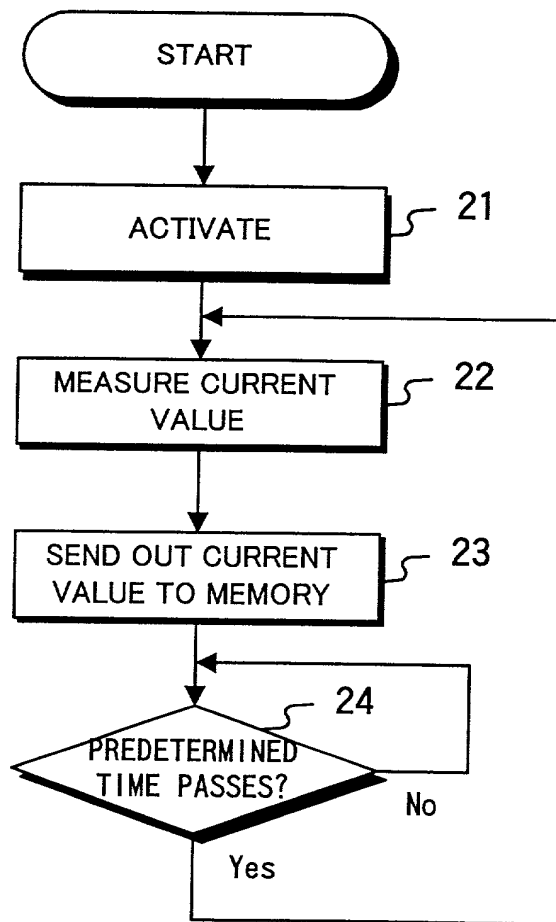 START
ACTIVATE
21
MEASURE CURRENT
VALUE
22
SEND OUT CURRENT
VALUE TO MEMORY
23
24
PREDETERMINED
TIME PASSES?
No
Yes